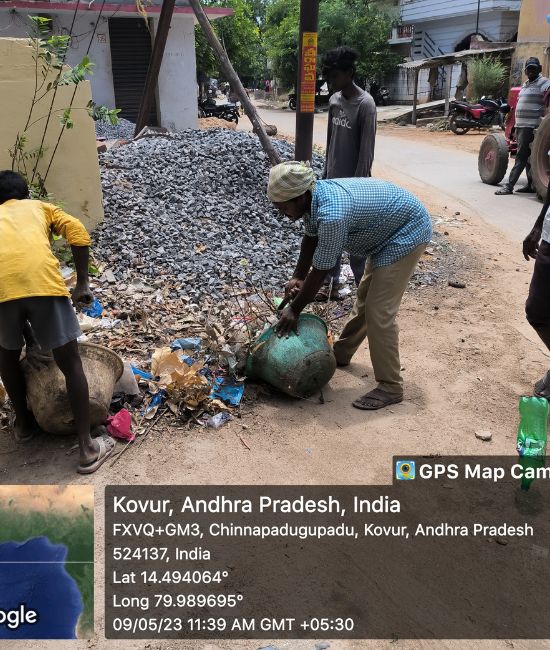 GPS Map Cam
Kovur, Andhra Pradesh, India
FXVQ+GM3, Chinnapadugupadu, Kovur, Andhra Pradesh
524137, India
Lat 14.494064°
Long 79.989695°
09/05/23 11:39 AM GMT +05:30
ogle